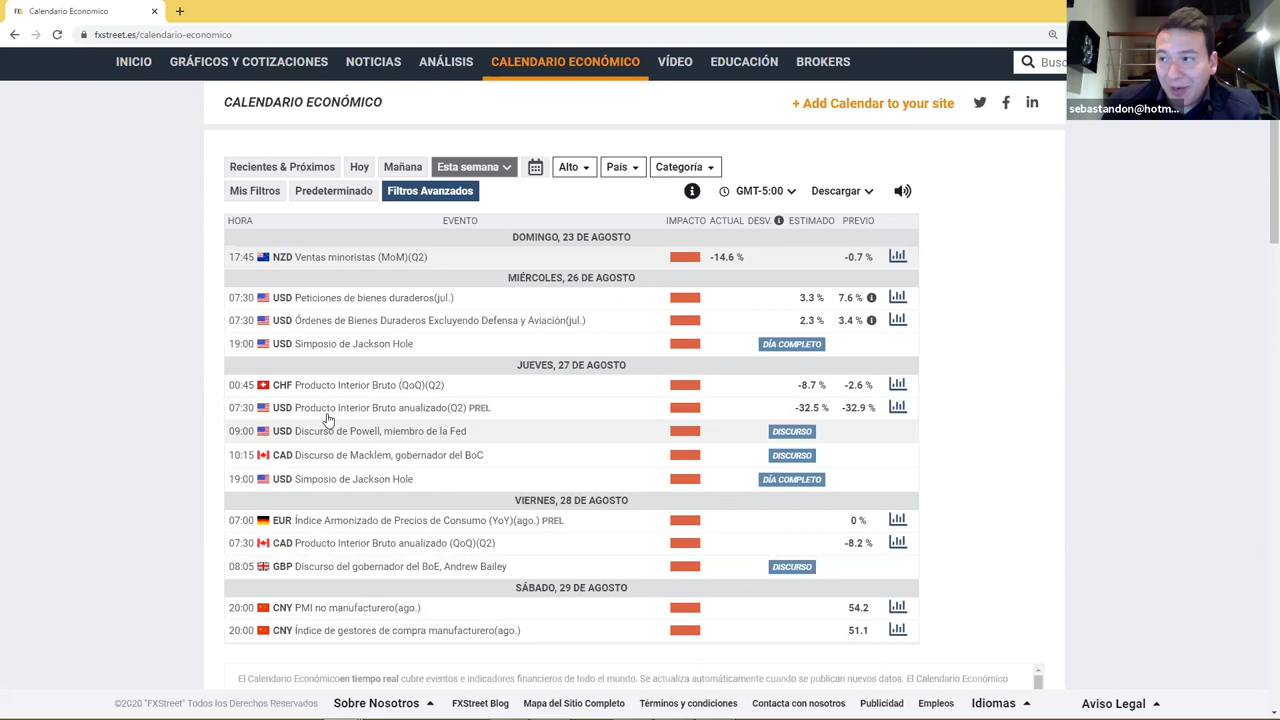 FXS Calendario Economico
fxstreet.es/calendario-economico
INICIO GRÁFICOS Y COTIZACIONES NOTICIAS ANÁLISIS CALENDARIO ECONÓMICO VÍDEO EDUCACIÓN BROKERS Busc
sebastandon@hotm...
CALENDARIO ECONÓMICO + Add Calendar to your site
Recientes & Próximos Hoy Mañana Esta semana Alto País Categoría
Mis Filtros Predeterminado Filtros Avanzados GMT-5:00 Descargar
HORA EVENTO IMPACTO ACTUAL DESV. ESTIMADO PREVIO
DOMINGO, 23 DE AGOSTO
17:45 NZD Ventas minoristas (MoM)(Q2) -14.6 % -0.7 %
MIÉRCOLES, 26 DE AGOSTO
07:30 USD Peticiones de bienes duraderos(jul.) 3.3 % 7.6 %
07:30 USD Órdenes de Bienes Duraderos Excluyendo Defensa y Aviación(jul.) 2.3 % 3.4 %
19:00 USD Simposio de Jackson Hole DÍA COMPLETO
JUEVES, 27 DE AGOSTO
00:45 CHF Producto Interior Bruto (QoQ)(Q2) -8.7 % -2.6 %
07:30 USD Producto Interior Bruto anualizado(Q2) PREL -32.5 % -32.9 %
09:00 USD Discurso de Powell, miembro de la Fed DISCURSO
10:15 CAD Discurso de Macklem, gobernador del BoC DISCURSO
19:00 USD Simposio de Jackson Hole DÍA COMPLETO
VIERNES, 28 DE AGOSTO
07:00 EUR Índice Armonizado de Precios de Consumo (YoY)(ago.) PREL 0 %
07:30 CAD Producto Interior Bruto anualizado (QoQ)(Q2) -8.2 %
08:05 GBP Discurso del gobernador del BoE, Andrew Bailey DISCURSO
SÁBADO, 29 DE AGOSTO
20:00 CNY PMI no manufacturero(ago.) 54.2
20:00 CNY Índice de gestores de compra manufacturero(ago.) 51.1
El Calendario Económicoen tiempo real cubre eventos e indicadores financieros de todo el mundo. Se actualiza automáticamente cuando se publican nuevos datos. El Calendario Económico
©2020 "FXStreet" Todos los Derechos Reservados Sobre Nosotros FXStreet Blog Mapa del Sitio Completo Términos y condiciones Contacta con nosotros Publicidad Empleos Idiomas Aviso Legal